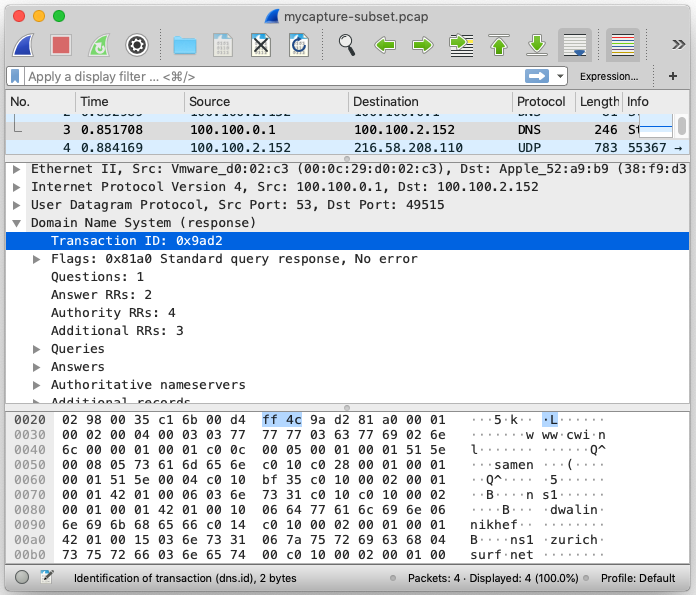 mycapture-subset.pcap
Apply a display filter ... <⌘/> Expression... +
No. Time Source Destination Protocol Length Info
3 0.851708 100.100.0.1 100.100.2.152 DNS 246 St
4 0.884169 100.100.2.152 216.58.208.110 UDP 783 55367 →
Ethernet II, Src: Vmware_d0:02:c3 (00:0c:29:d0:02:c3), Dst: Apple_52:a9:b9 (38:f9:d3
Internet Protocol Version 4, Src: 100.100.0.1, Dst: 100.100.2.152
User Datagram Protocol, Src Port: 53, Dst Port: 49515
Domain Name System (response)
Transaction ID: 0x9ad2
Flags: 0x81a0 Standard query response, No error
Questions: 1
Answer RRs: 2
Authority RRs: 4
Additional RRs: 3
Queries
Answers
Authoritative nameservers
Additional records
0020 02 98 00 35 c1 6b 00 d4 ff 4c 9a d2 81 a0 00 01 ···5·k·· ·L······
0030 00 02 00 04 00 03 03 77 77 77 03 63 77 69 02 6e ·······w ww·cwi·n
0040 6c 00 00 01 00 01 c0 0c 00 05 00 01 00 01 51 5e l······· ······Q^
0050 00 08 05 73 61 6d 65 6e c0 10 c0 28 00 01 00 01 ···samen ···(····
0060 00 01 51 5e 00 04 c0 10 bf 35 c0 10 00 02 00 01 ··Q^···· ·5······
0070 00 01 42 01 00 06 03 6e 73 31 c0 10 c0 10 00 02 ··B····n s1······
0080 00 01 00 01 42 01 00 10 06 64 77 61 6c 69 6e 06 ····B··· ·dwalin·
0090 6e 69 6b 68 65 66 c0 14 c0 10 00 02 00 01 00 01 nikhef·· ········
00a0 42 01 00 15 03 6e 73 31 06 7a 75 72 69 63 68 04 B····ns1 ·zurich·
00b0 73 75 72 66 03 6e 65 74 00 c0 10 00 02 00 01 00 surf·net ········
Identification of transaction (dns.id), 2 bytes Packets: 4 · Displayed: 4 (100.0%) Profile: Default